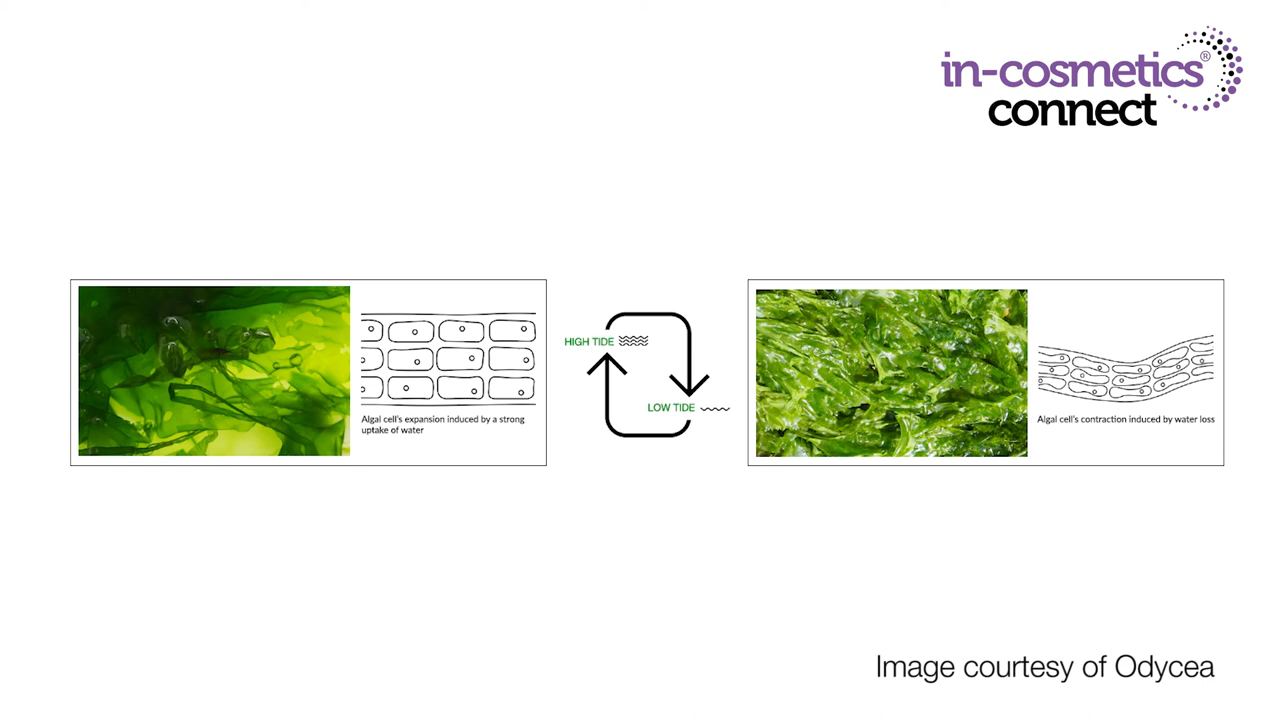 in-cosmetics®
connect
HIGH TIDE
LOW TIDE
Algal cell's expansion induced by a strong
uptake of water
Algal cell's contraction induced by water loss
Image courtesy of Odycea